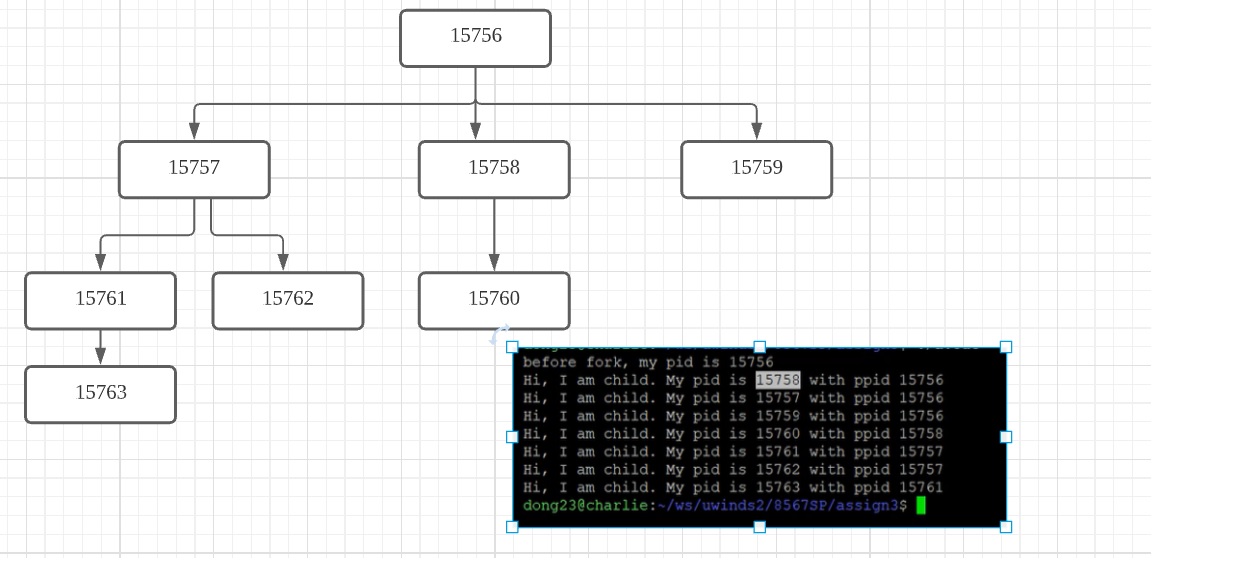 15756
15757
15758
15759
15761
15762
15760
15763
before fork, my pid is 15756
Hi, I am child. My pid is 15758 with ppid 15756
Hi, I am child. My pid is 15757 with ppid 15756
Hi, I am child. My pid is 15759 with ppid 15756
Hi, I am child. My pid is 15760 with ppid 15758
Hi, I am child. My pid is 15761 with ppid 15757
Hi, I am child. My pid is 15762 with ppid 15757
Hi, I am child. My pid is 15763 with ppid 15761
dong23@charlie:~/ws/uwinds2/8567SP/assign3$